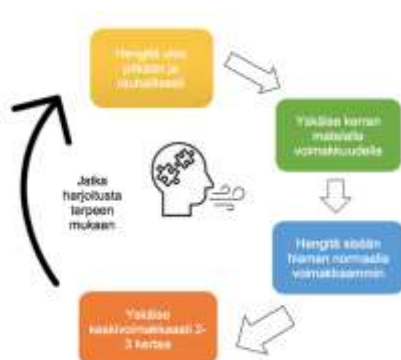 Hengitä ulos
pitkään ja
rauhallisesti
Yskäise kerran
matalalla
voimakkuudella
Hengitä sisään
hieman normaalia
voimakkaammin
Yskäise
keskivoimakkaasti 2-
3 kertaa
Jatka
harjoitusta
tarpeen
mukaan